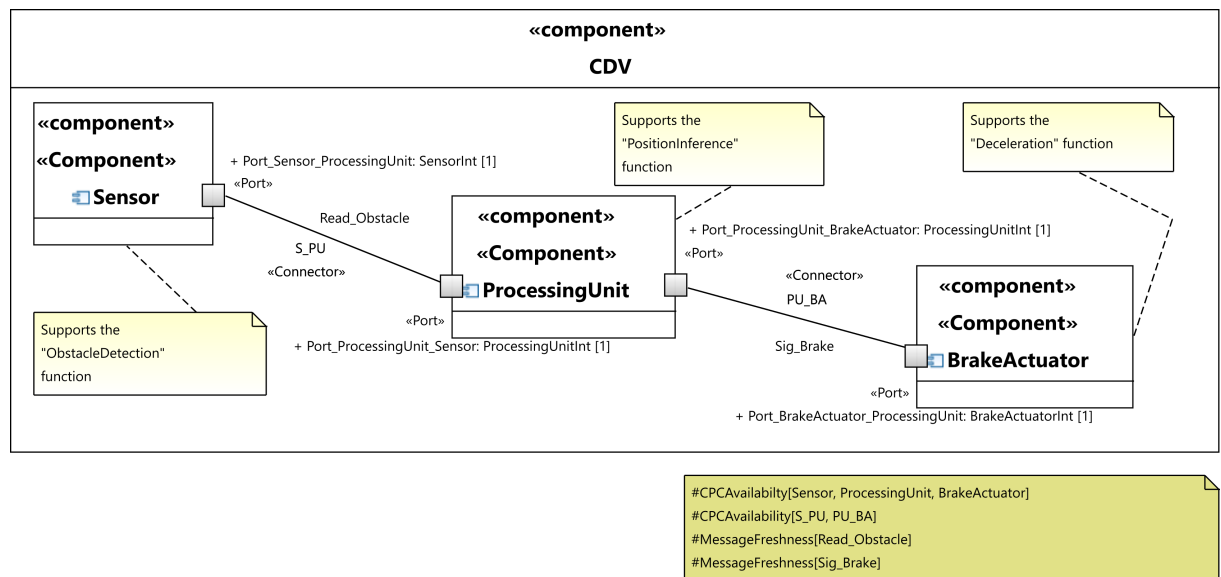 «component»
CDV
«component»
«Component»
Sensor
+ Port_Sensor_ProcessingUnit: SensorInt [1]
«Port»
Read_Obstacle
S_PU
«Connector»
Supports the
"ObstacleDetection"
function
Supports the
"PositionInference"
function
«component»
«Component»
ProcessingUnit
«Port»
+ Port_ProcessingUnit_Sensor: ProcessingUnitInt [1]
+ Port_ProcessingUnit_BrakeActuator: ProcessingUnitInt [1]
«Port»
«Connector»
PU_BA
Sig_Brake
Supports the
"Deceleration" function
«component»
«Component»
BrakeActuator
«Port»
+ Port_BrakeActuator_ProcessingUnit: BrakeActuatorInt [1]
#CPCAvailabilty[Sensor, ProcessingUnit, BrakeActuator]
#CPCAvailability[S_PU, PU_BA]
#MessageFreshness[Read_Obstacle]
#MessageFreshness[Sig_Brake]